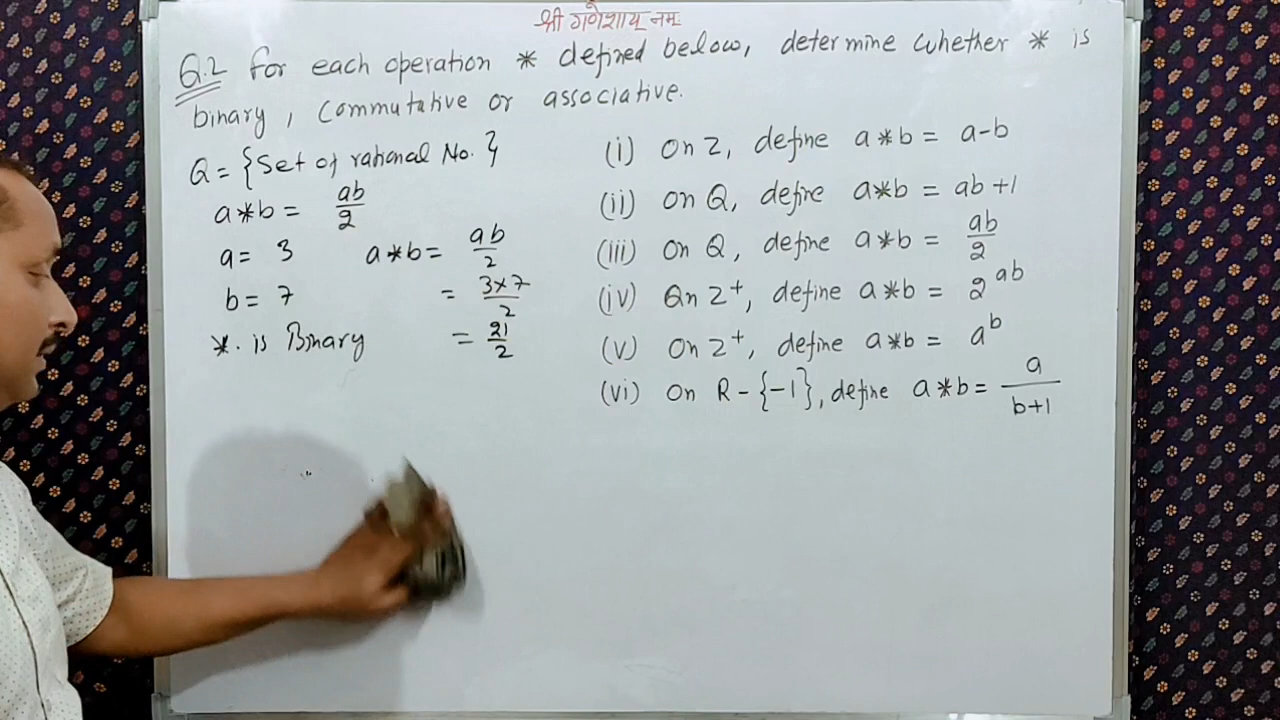 श्री गणेशाय नमः
Q.2 For each operation * defined below, determine whether * is
binary, Commutative or associative.
Q = {Set of rational No.}
a*b = ab/2
a = 3 a*b = ab/2
b = 7 = 3×7/2
*. is Binary = 21/2
(i) On Z, define a*b = a-b
(ii) On Q, define a*b = ab+1
(iii) On Q, define a*b = ab/2
(iv) On Z⁺, define a*b = 2^ab
(v) On Z⁺, define a*b = a^b
(vi) On R-{-1}, define a*b = a/b+1